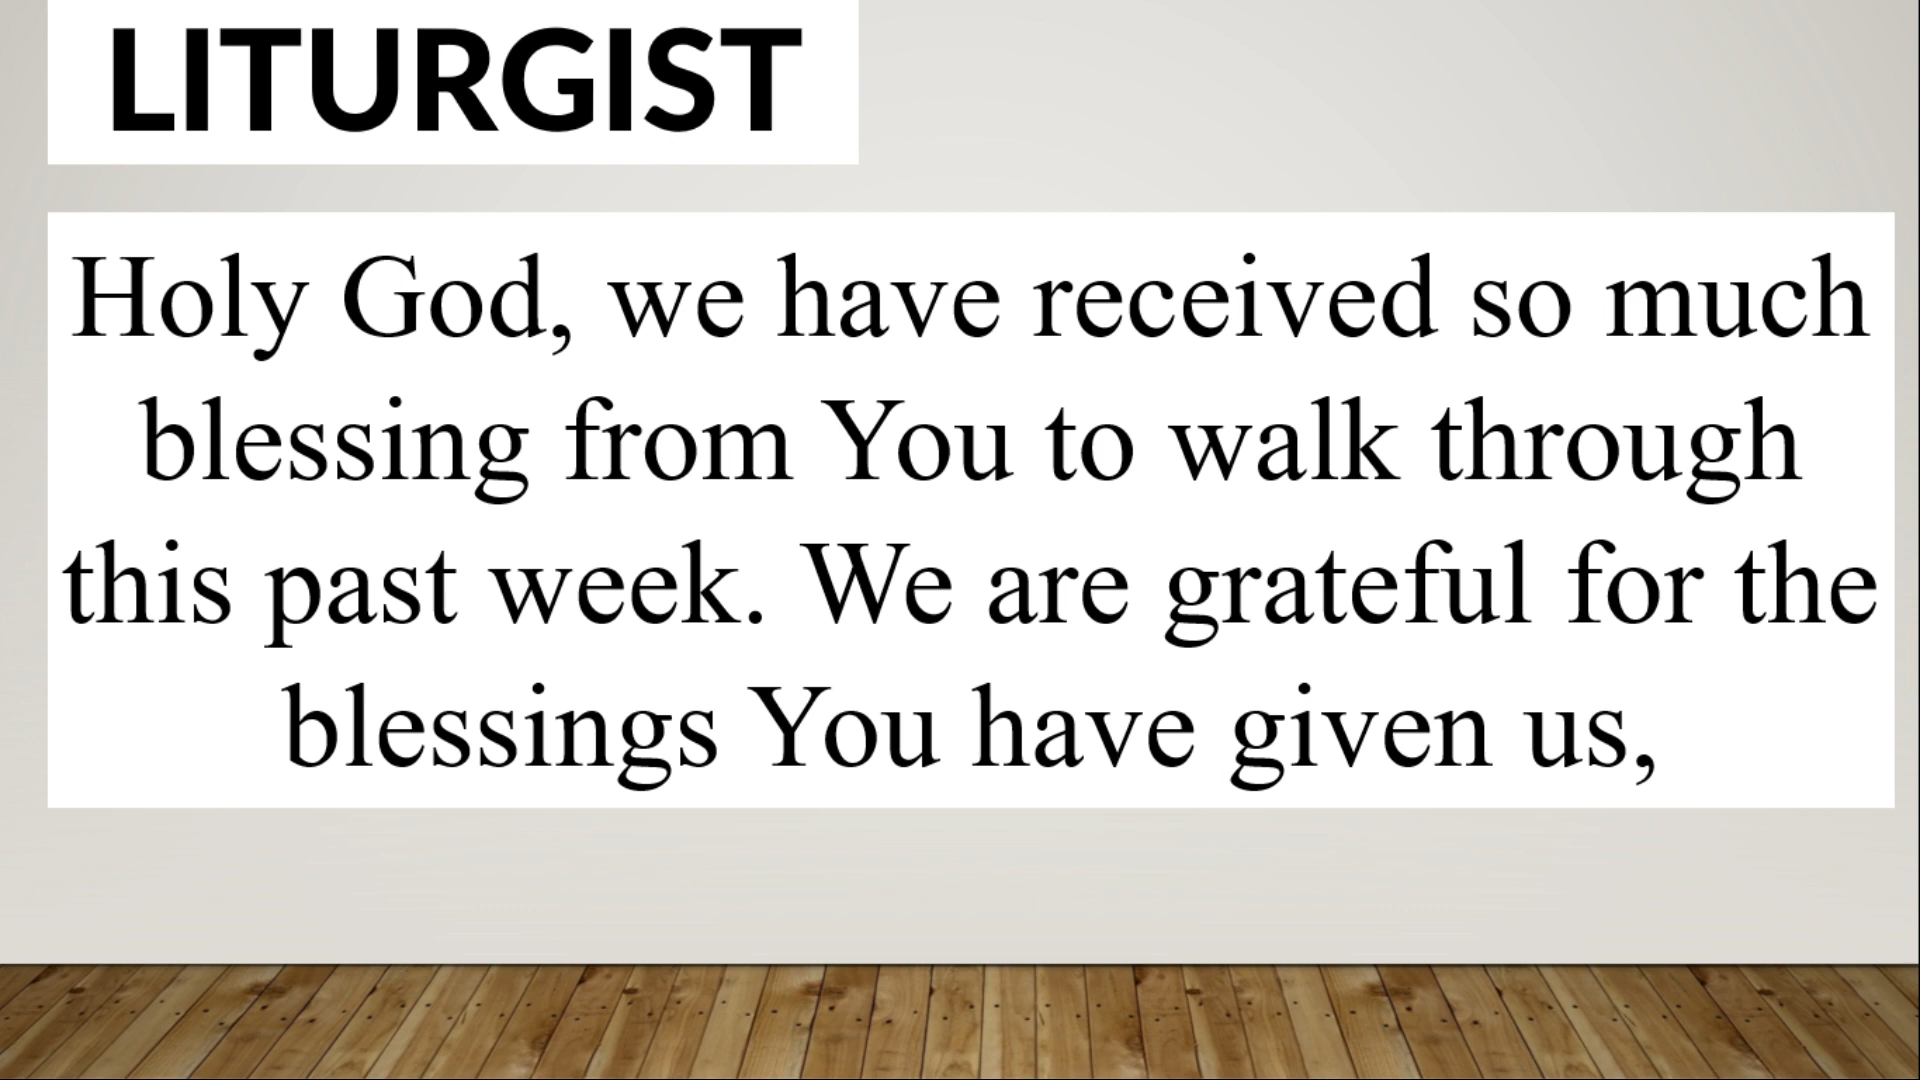 LITURGIST
Holy God, we have received so much
blessing from You to walk through
this past week. We are grateful for the
blessings You have given us,